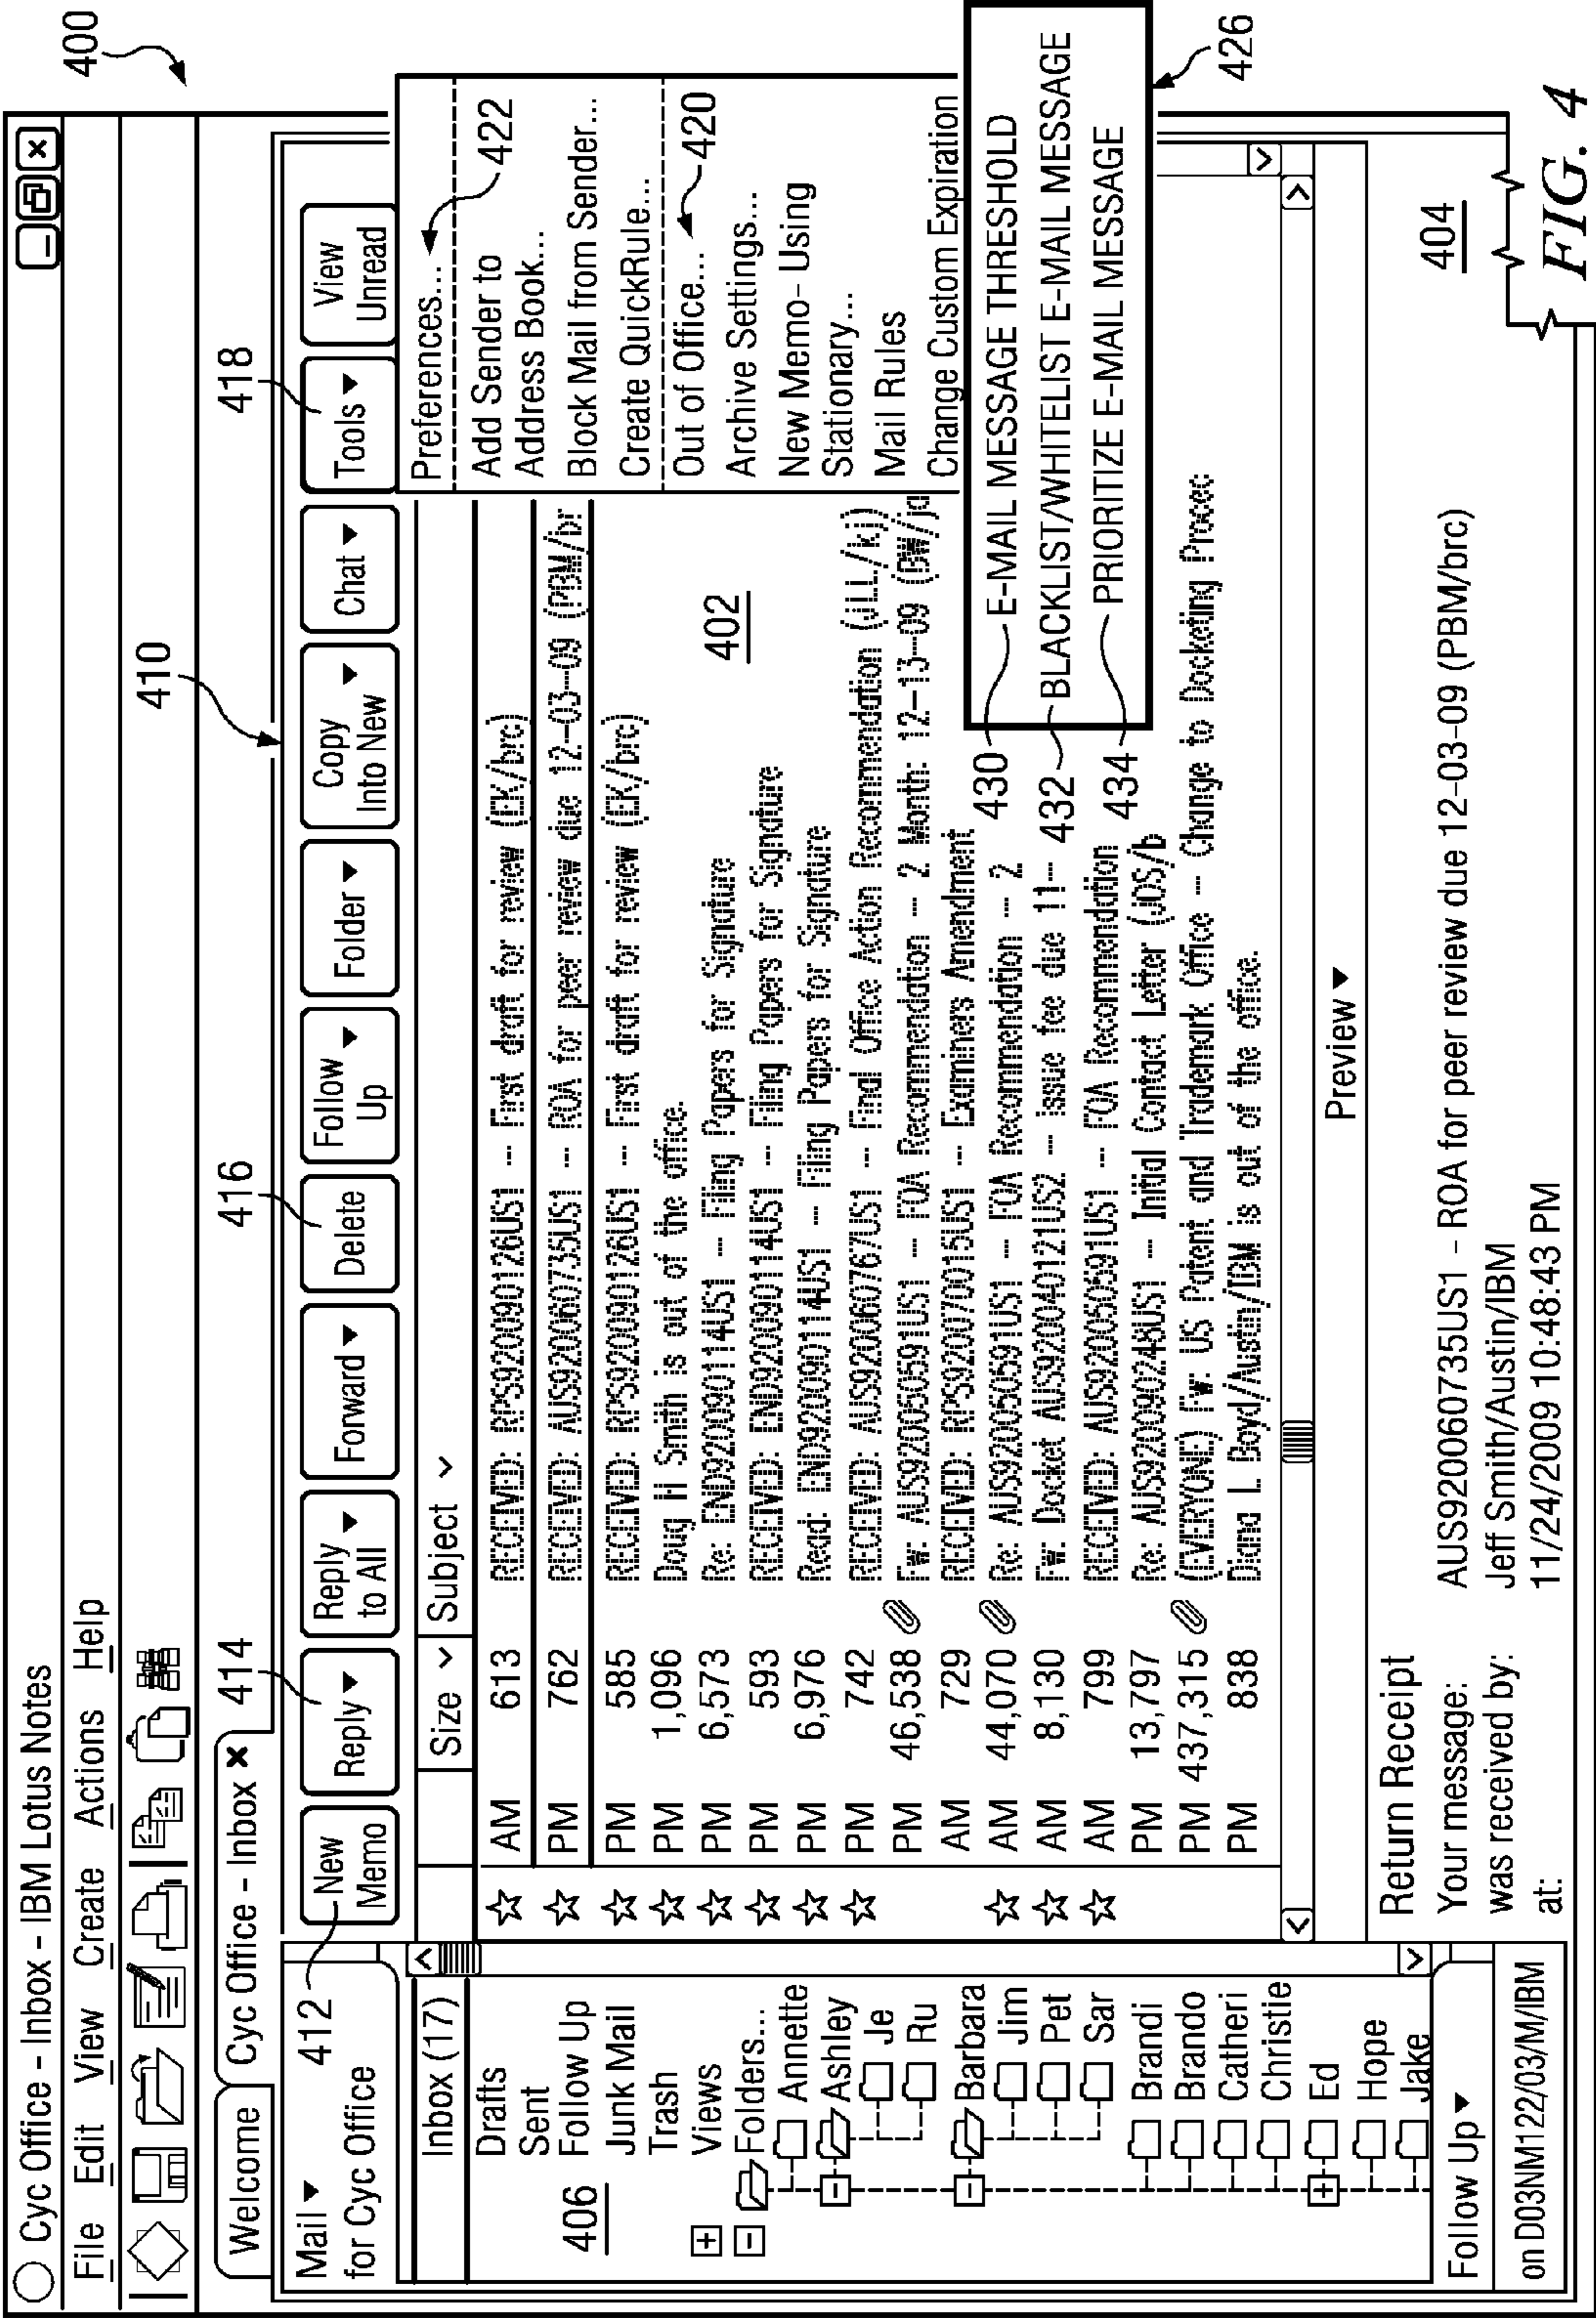 400
Cyc Office - Inbox - IBM Lotus Notes
File Edit View Create Actions Help
410
Welcome
Cyc Office - Inbox
414
416
418
412
Mail
for Cyc Office
New Memo
Reply
Reply to All
Forward
Delete
Follow Up
Folder
Copy Into New
Chat
Tools
View Unread
Inbox (17)
Drafts
Sent
Follow Up
Junk Mail
Trash
Views
Folders...
Annette
Ashley
Je
Ru
Barbara
Jim
Pet
Sar
Brandi
Brando
Catheri
Christie
Ed
Hope
Jake
406
Follow Up
on D03NM122/03/M/IBM
Size Subject
AM 613 RECEIVED: RPS920090126US1 -- First draft for review (EK/brc)
PM 762 RECEIVED: AUS920060735US1 -- ROA for peer review due 12-03-09 (PBM/br
PM 585 RECEIVED: RPS920090126US1 -- First draft for review (EK/brc)
PM 1,096 Doug H Smith is out of the office.
PM 6,573 Re: END920090114US1 -- Filing Papers for Signature
PM 593 RECEIVED: END920090114US1 -- Filing Papers for Signature
PM 6,976 Read: END920090114US1 -- Filing Papers for Signature
PM 742 RECEIVED: AUS920060767US1 -- Final Office Action Recommendation (JLL/kj)
PM 46,538 Fw: AUS920050591US1 -- FOA Recommendation -- 2 Month: 12-13-09 (BW/jq
AM 729 RECEIVED: RPS920070015US1 -- Examiners Amendment
AM 44,070 Re: AUS920050591US1 -- FOA Recommendation -- 2
AM 8,130 Fw: Docket AUS920040121US2 -- issue fee due 11-
AM 799 RECEIVED: AUS920050591US1 -- FOA Recommendation
PM 13,797 Re: AUS920090248US1 -- Initial Contact Letter (JDS/b
PM 437,315 (EVERYONE) Fw: US Patent and Trademark Office -- Change to Docketing Proces
PM 838 Diana L Boyd/Austin/IBM is out of the office.
402
Preferences...
422
Add Sender to
Address Book...
Block Mail from Sender...
Create QuickRule...
Out of Office...
420
Archive Settings...
New Memo- Using
Stationary...
Mail Rules
Change Custom Expiration
430 E-MAIL MESSAGE THRESHOLD
432 BLACKLIST/WHITELIST E-MAIL MESSAGE
434 PRIORITIZE E-MAIL MESSAGE
426
Preview
404
Return Receipt
Your message: AUS920060735US1 - ROA for peer review due 12-03-09 (PBM/brc)
was received by: Jeff Smith/Austin/IBM
at: 11/24/2009 10:48:43 PM
FIG. 4